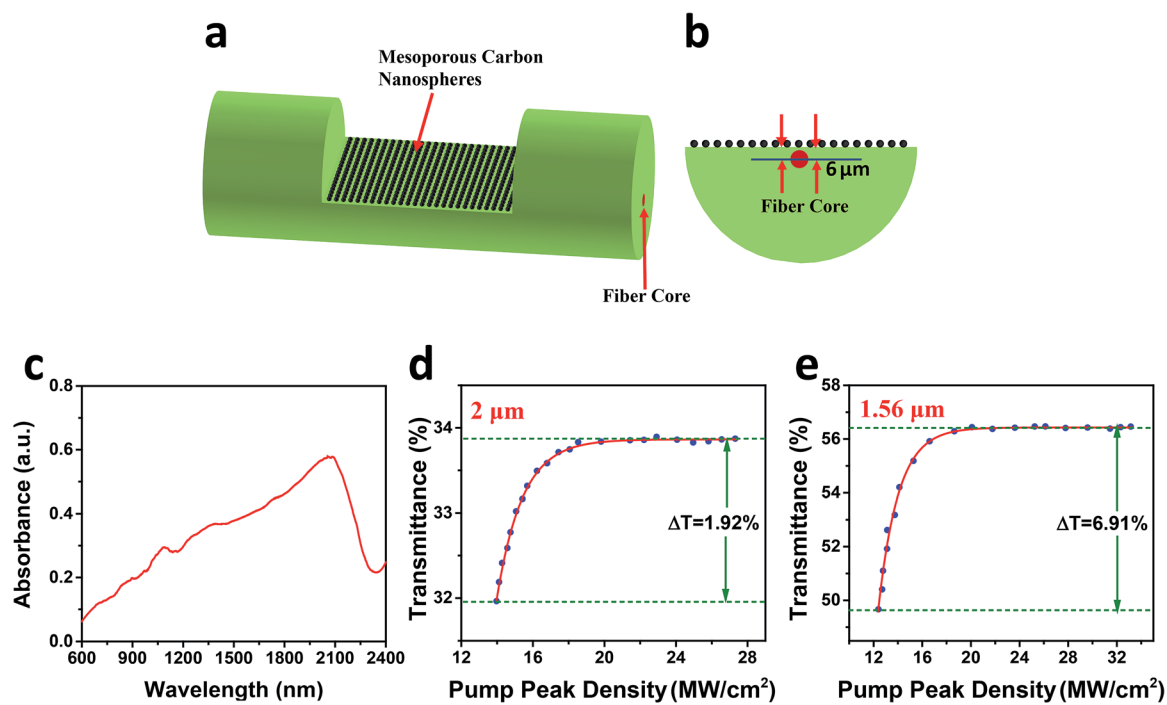 a
Mesoporous Carbon
Nanospheres
Fiber Core
b
6 μm
Fiber Core
c
Absorbance (a.u.)
0.8
0.6
0.4
0.2
0.0
600 900 1200 1500 1800 2100 2400
Wavelength (nm)
d
2 μm
Transmittance (%)
34
33
32
ΔT=1.92%
12 16 20 24 28
Pump Peak Density (MW/cm²)
e
1.56 μm
Transmittance (%)
58
56
54
52
50
ΔT=6.91%
12 16 20 24 28 32
Pump Peak Density (MW/cm²)